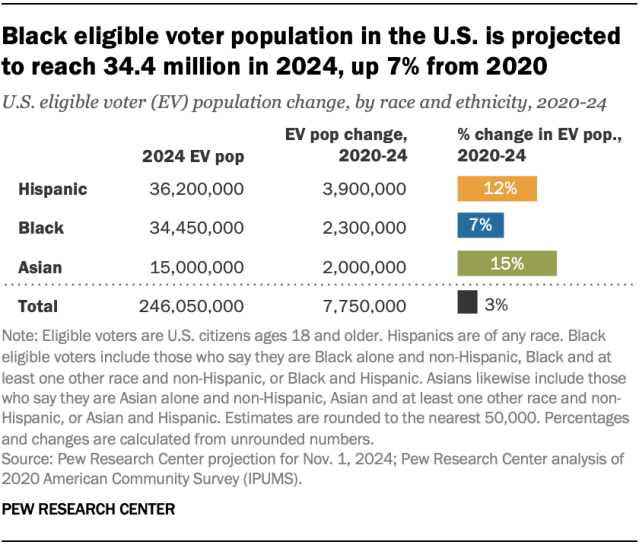 Black eligible voter population in the U.S. is projected
to reach 34.4 million in 2024, up 7% from 2020
U.S. eligible voter (EV) population change, by race and ethnicity, 2020-24
2024 EV pop EV pop change, 2020-24 % change in EV pop., 2020-24
Hispanic 36,200,000 3,900,000 12%
Black 34,450,000 2,300,000 7%
Asian 15,000,000 2,000,000 15%
Total 246,050,000 7,750,000 3%
Note: Eligible voters are U.S. citizens ages 18 and older. Hispanics are of any race. Black
eligible voters include those who say they are Black alone and non-Hispanic, Black and at
least one other race and non-Hispanic, or Black and Hispanic. Asians likewise include those
who say they are Asian alone and non-Hispanic, Asian and at least one other race and non-
Hispanic, or Asian and Hispanic. Estimates are rounded to the nearest 50,000. Percentages
and changes are calculated from unrounded numbers.
Source: Pew Research Center projection for Nov. 1, 2024; Pew Research Center analysis of
2020 American Community Survey (IPUMS).
PEW RESEARCH CENTER